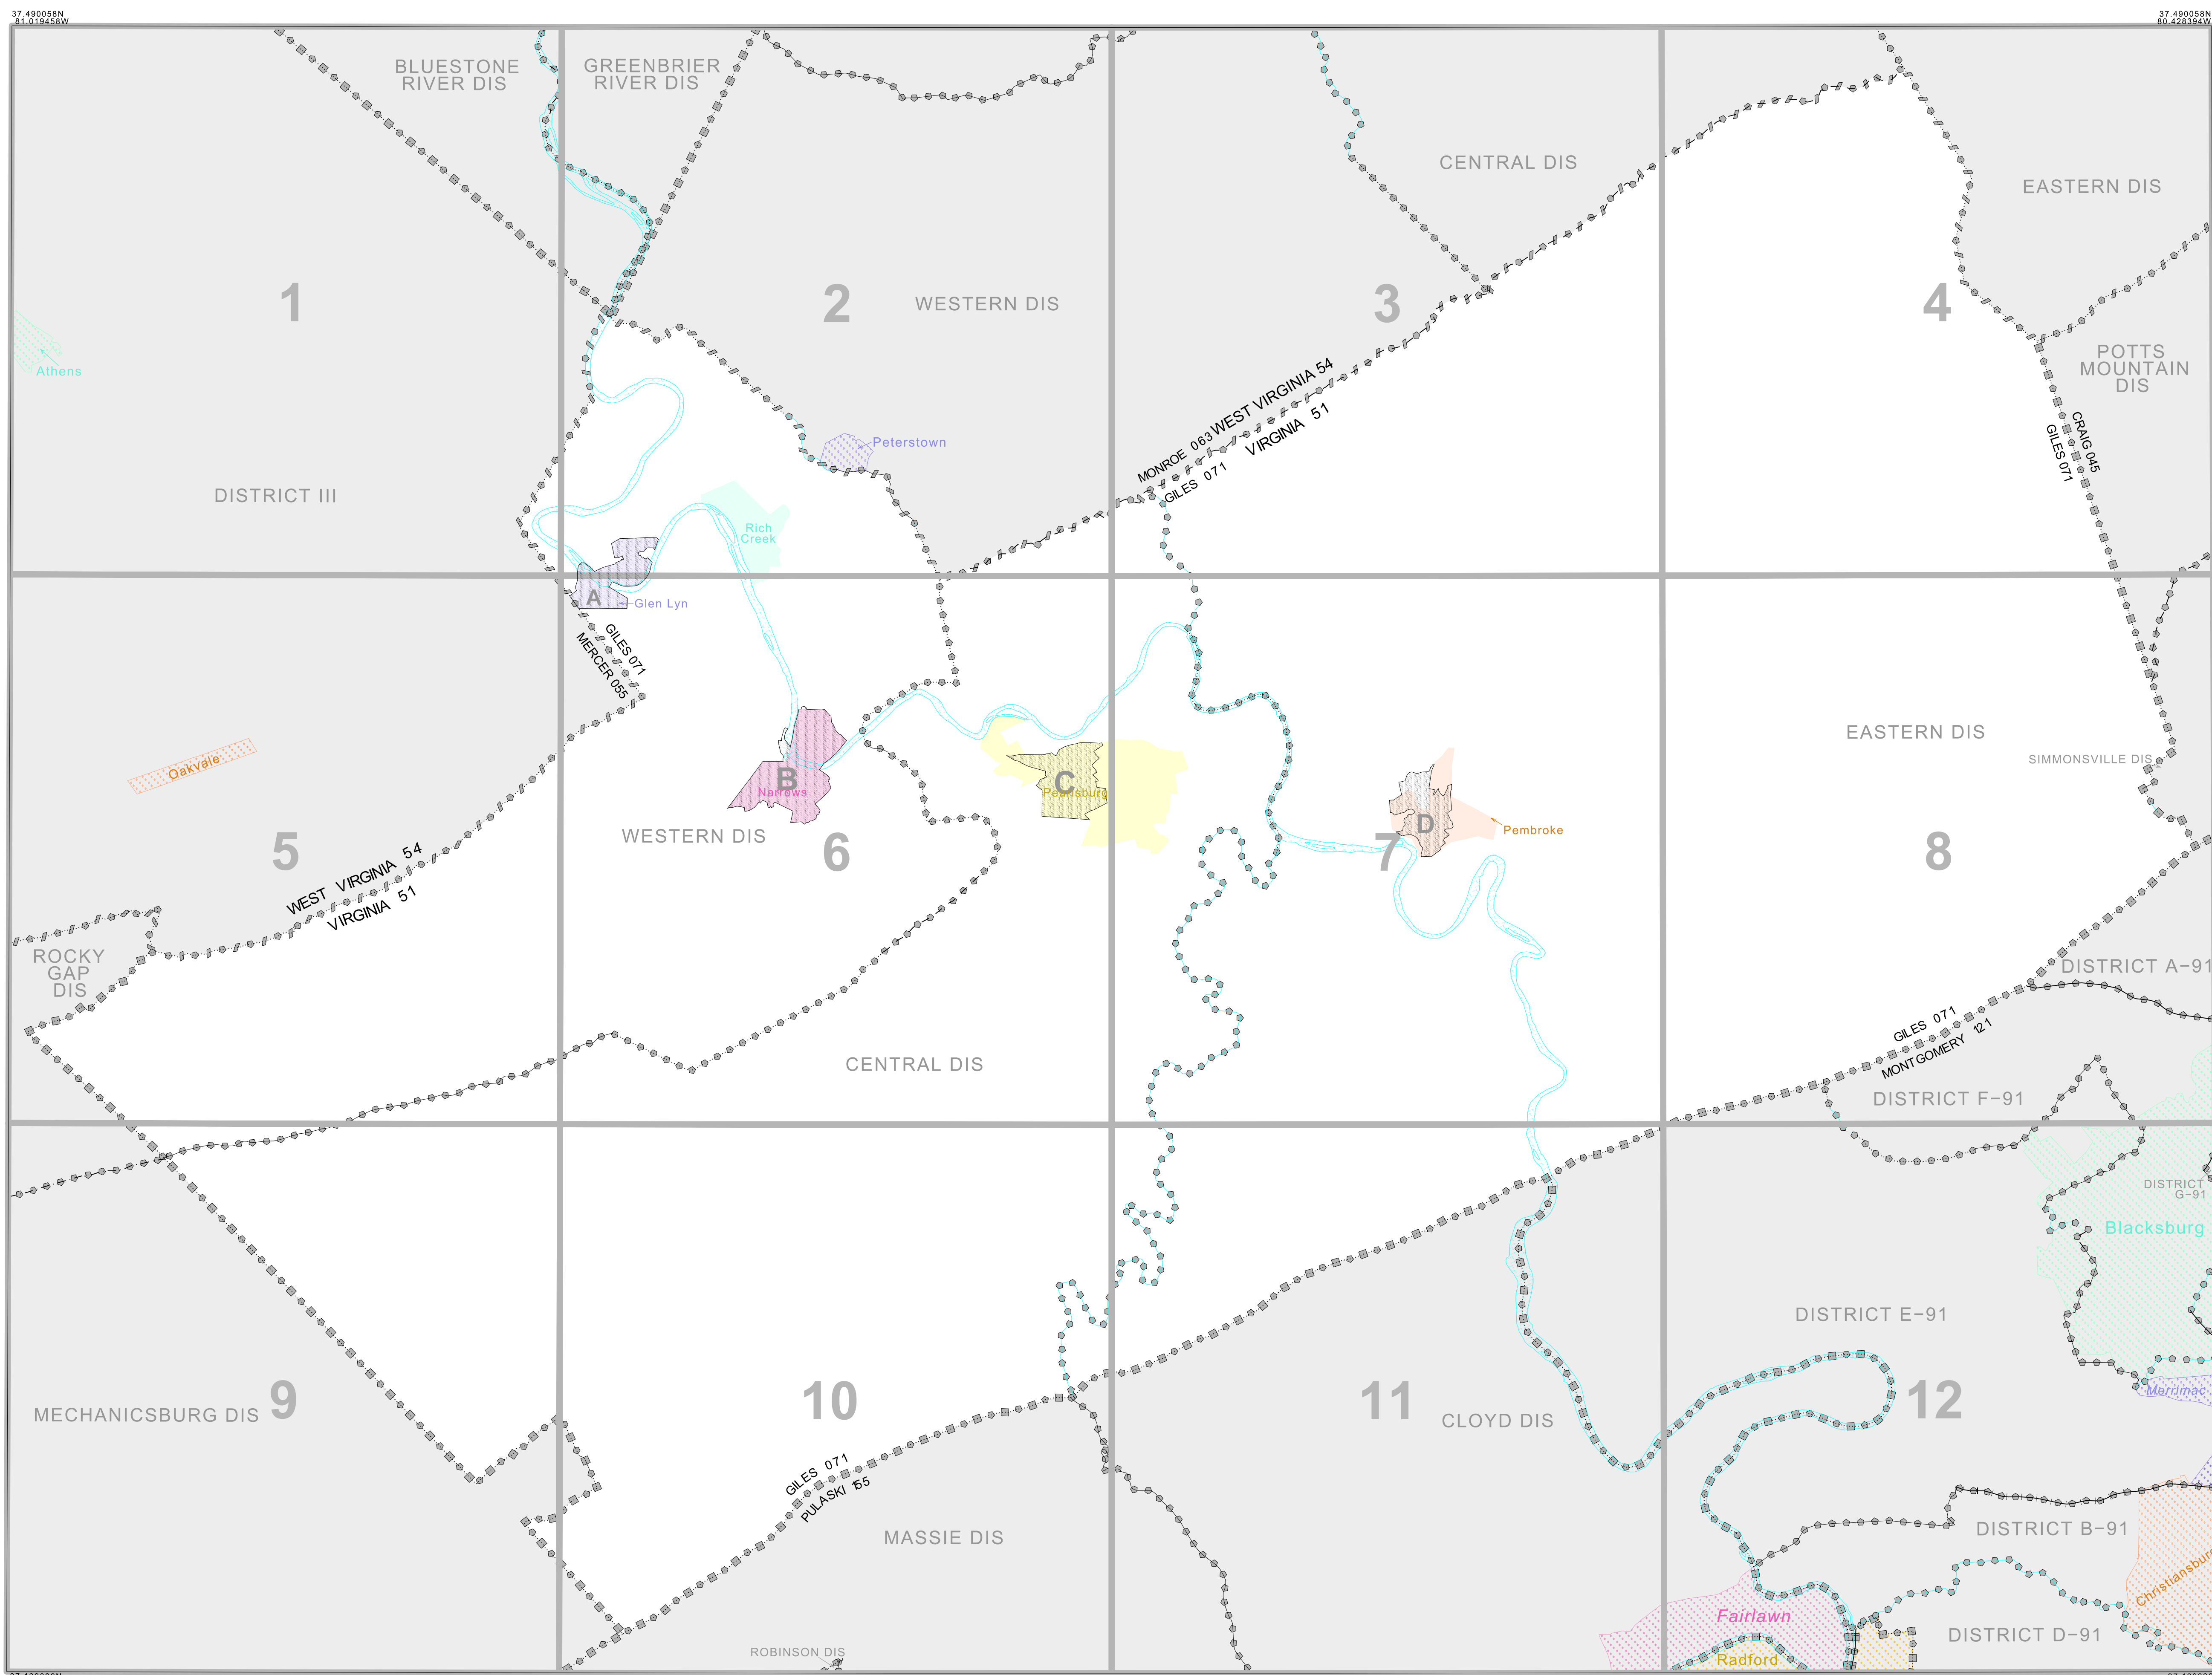 37.490058N
81.019458W
37.490058N
80.428394W
BLUESTONE
RIVER DIS
GREENBRIER
RIVER DIS
CENTRAL DIS
EASTERN DIS
1
2
WESTERN DIS
3
4
Athens
POTTS
MOUNTAIN
DIS
MONROE 063
WEST VIRGINIA 54
VIRGINIA 51
GILES 071
CRAIG 045
GILES 071
Peterstown
DISTRICT III
Rich
Creek
A
Glen Lyn
GILES 071
MERCER 055
EASTERN DIS
SIMMONSVILLE DIS
Oakvale
B
Narrows
C
Pearisburg
D
Pembroke
WESTERN DIS
5
6
7
8
WEST VIRGINIA 54
VIRGINIA 51
ROCKY
GAP
DIS
DISTRICT A-91
GILES 071
MONTGOMERY 121
CENTRAL DIS
DISTRICT F-91
DISTRICT
G-91
Blacksburg
DISTRICT E-91
Merrimac
MECHANICSBURG DIS
9
10
11
12
CLOYD DIS
GILES 071
PULASKI 155
MASSIE DIS
DISTRICT B-91
Christiansburg
Fairlawn
DISTRICT D-91
ROBINSON DIS
Radford